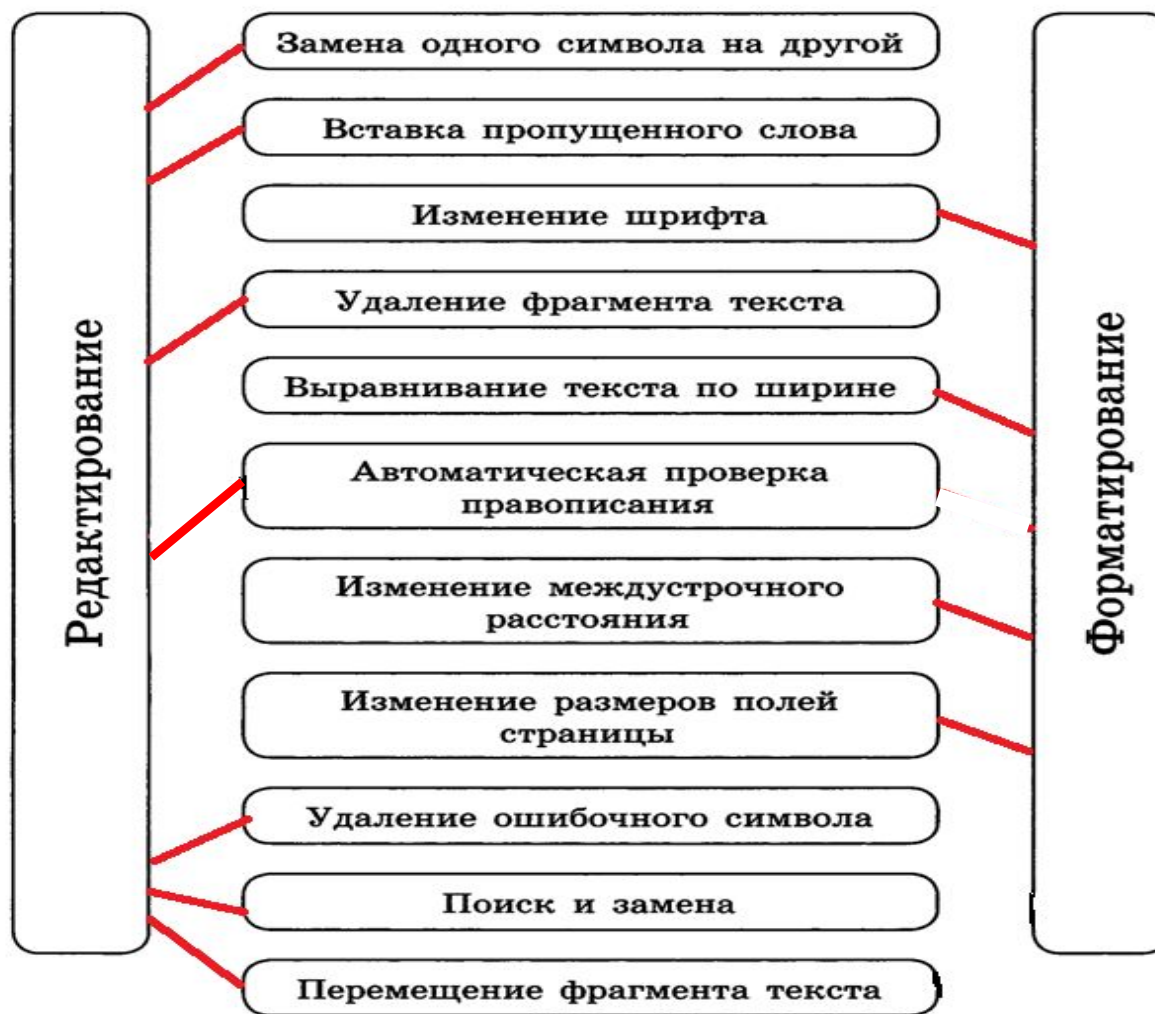 Редактирование
Замена одного символа на другой
Вставка пропущенного слова
Изменение шрифта
Удаление фрагмента текста
Выравнивание текста по ширине
Автоматическая проверка
правописания
Изменение междустрочного
расстояния
Изменение размеров полей
страницы
Удаление ошибочного символа
Поиск и замена
Перемещение фрагмента текста
Форматирование